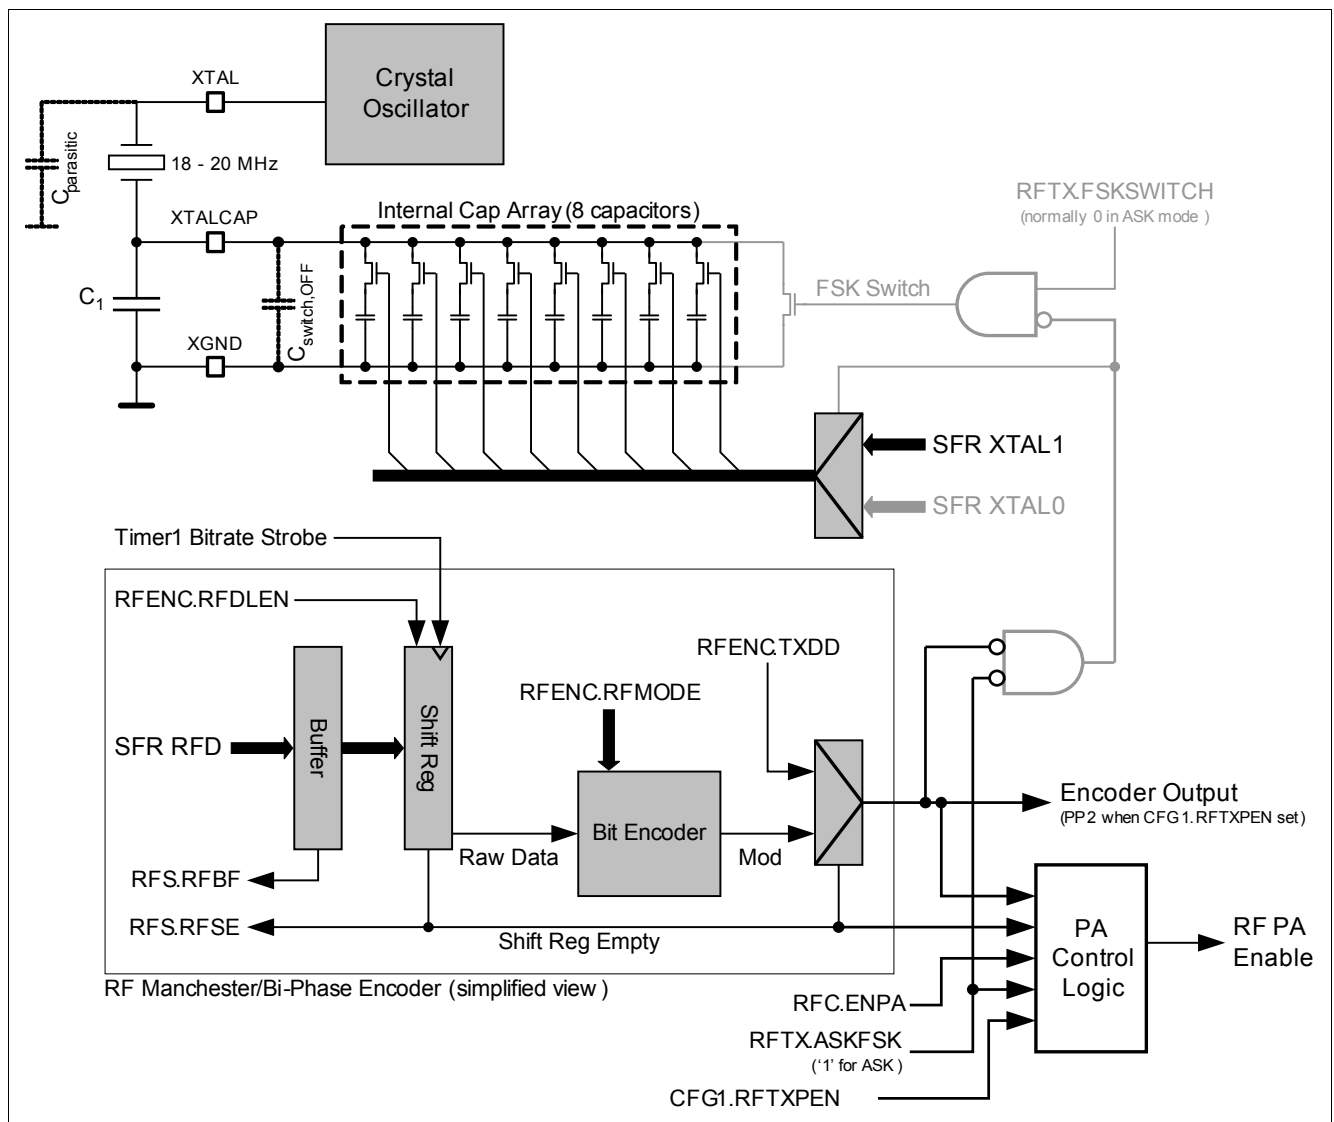 XTAL
Crystal
Oscillator
Cparasitic
18 - 20 MHz
RFTX.FSKSWITCH
(normally 0 in ASK mode )
XTALCAP
Internal Cap Array (8 capacitors)
C1
Cswitch,OFF
FSK Switch
XGND
SFR XTAL1
SFR XTAL0
Timer1 Bitrate Strobe
RFENC.RFDLEN
RFENC.TXDD
RFENC.RFMODE
SFR RFD
Buffer
Shift Reg
Bit Encoder
Raw Data
Mod
Encoder Output
(PP2 when CFG1.RFTXPEN set)
RFS.RFBF
RFS.RFSE
Shift Reg Empty
PA
Control
Logic
RF PA
Enable
RF Manchester/Bi-Phase Encoder (simplified view )
RFC.ENPA
RFTX.ASKFSK
('1' for ASK )
CFG1.RFTXPEN